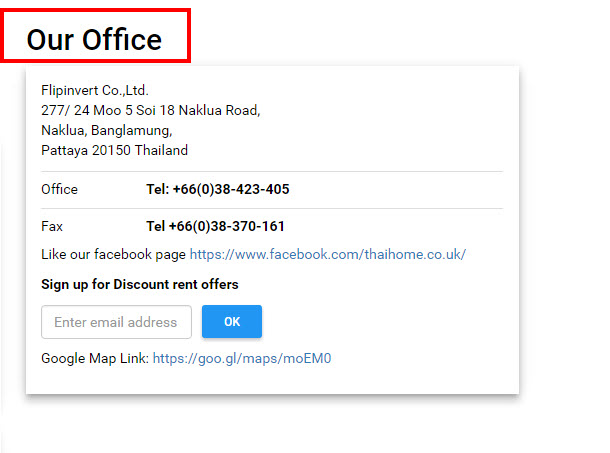 Our Office
Flipinvert Co.,Ltd.
277/ 24 Moo 5 Soi 18 Naklua Road,
Naklua, Banglamung,
Pattaya 20150 Thailand
Office Tel: +66(0)38-423-405
Fax Tel +66(0)38-370-161
Like our facebook page https://www.facebook.com/thaihome.co.uk/
Sign up for Discount rent offers
Enter email address OK
Google Map Link: https://goo.gl/maps/moEM0